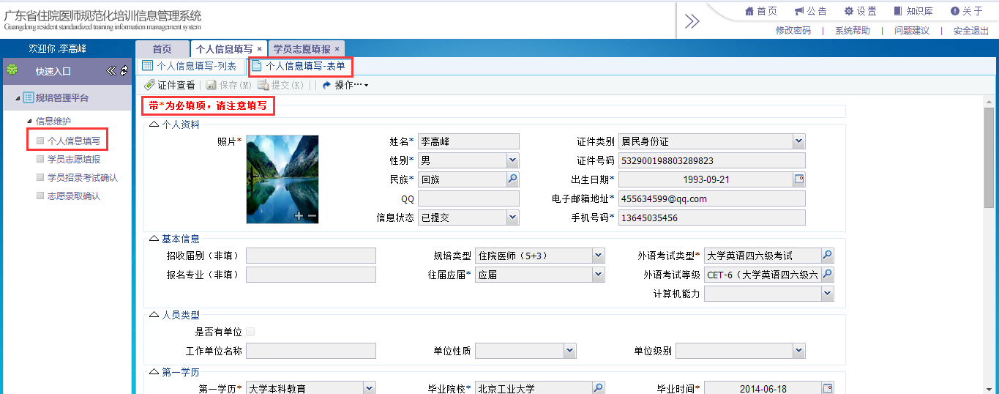 广东省住院医师规范化培训信息管理系统
Guangdong resident standardized training information management system
首页 公告 设置 知识库 关于
修改密码 | 系统帮助 | 问题建议 | 安全退出
欢迎你 ,李高峰
首页 个人信息填写 × 学员志愿填报 ×
快速入口
个人信息填写-列表 个人信息填写-表单
证件查看 保存(M) 提交(K) | | 操作…
规培管理平台
信息维护
个人信息填写
学员志愿填报
学员招录考试确认
志愿录取确认
带*为必填项，请注意填写
个人资料
照片* 姓名* 李高峰 证件类别 居民身份证
性别* 男 证件号码 532900198803289823
民族* 回族 出生日期* 1993-09-21
QQ 电子邮箱地址* 455634599@qq.com
信息状态 已提交 手机号码* 13645035456
基本信息
招收届别（非填） 规培类型 住院医师（5+3） 外语考试类型* 大学英语四六级考试
报名专业（非填） 往届应届* 应届 外语考试等级 CET-6（大学英语四六级六
计算机能力
人员类型
是否有单位
工作单位名称 单位性质 单位级别
第一学历
第一学历* 大学本科教育 毕业院校* 北京工业大学 毕业时间* 2014-06-18